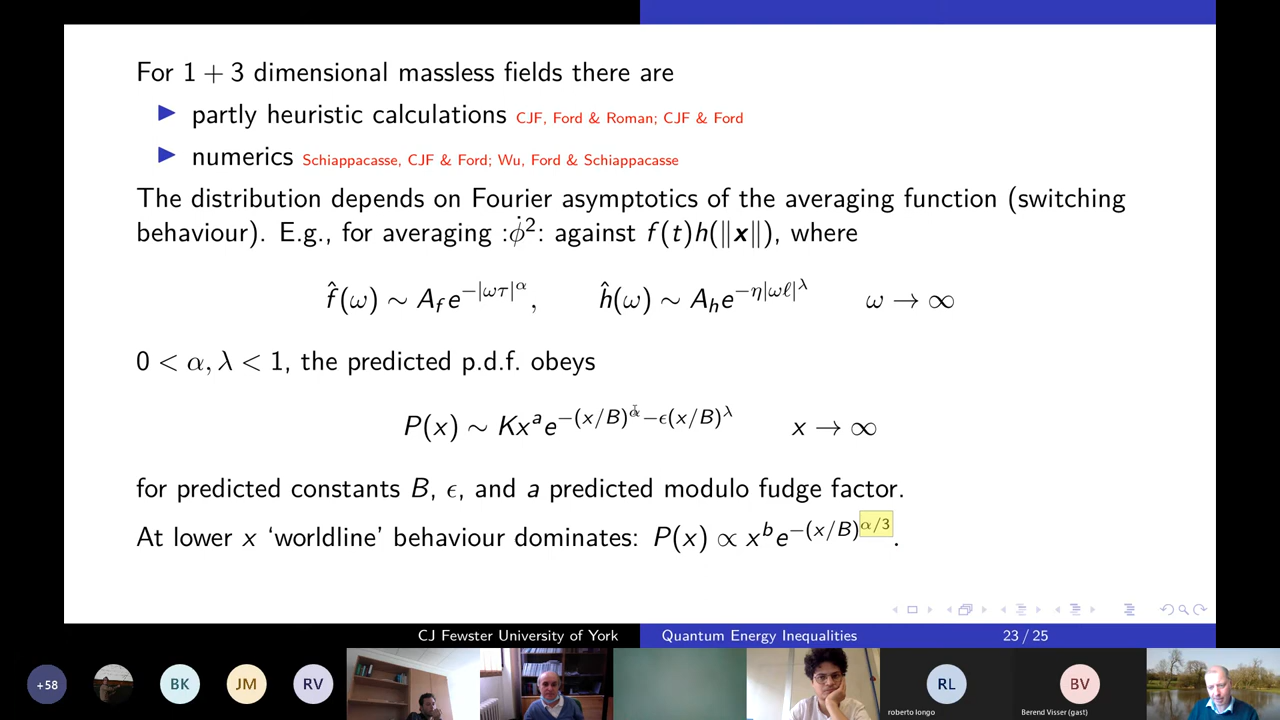 For 1 + 3 dimensional massless fields there are
▶ partly heuristic calculations CJF, Ford & Roman; CJF & Ford
▶ numerics Schiappacasse, CJF & Ford; Wu, Ford & Schiappacasse
The distribution depends on Fourier asymptotics of the averaging function (switching
behaviour). E.g., for averaging :φ̇²: against f(t)h(‖x‖), where
f̂(ω) ∼ A_f e^{−|ωτ|^α}, ĥ(ω) ∼ A_h e^{−η|ωℓ|^λ} ω → ∞
0 < α, λ < 1, the predicted p.d.f. obeys
P(x) ∼ Kx^a e^{−(x/B)^α−ϵ(x/B)^λ} x → ∞
for predicted constants B, ϵ, and a predicted modulo fudge factor.
At lower x ‘worldline’ behaviour dominates: P(x) ∝ x^b e^{−(x/B)^{α/3}}.
CJ Fewster University of York Quantum Energy Inequalities 23 / 25
+58 BK JM RV RL BV
roberto longo Berend Visser (gast)